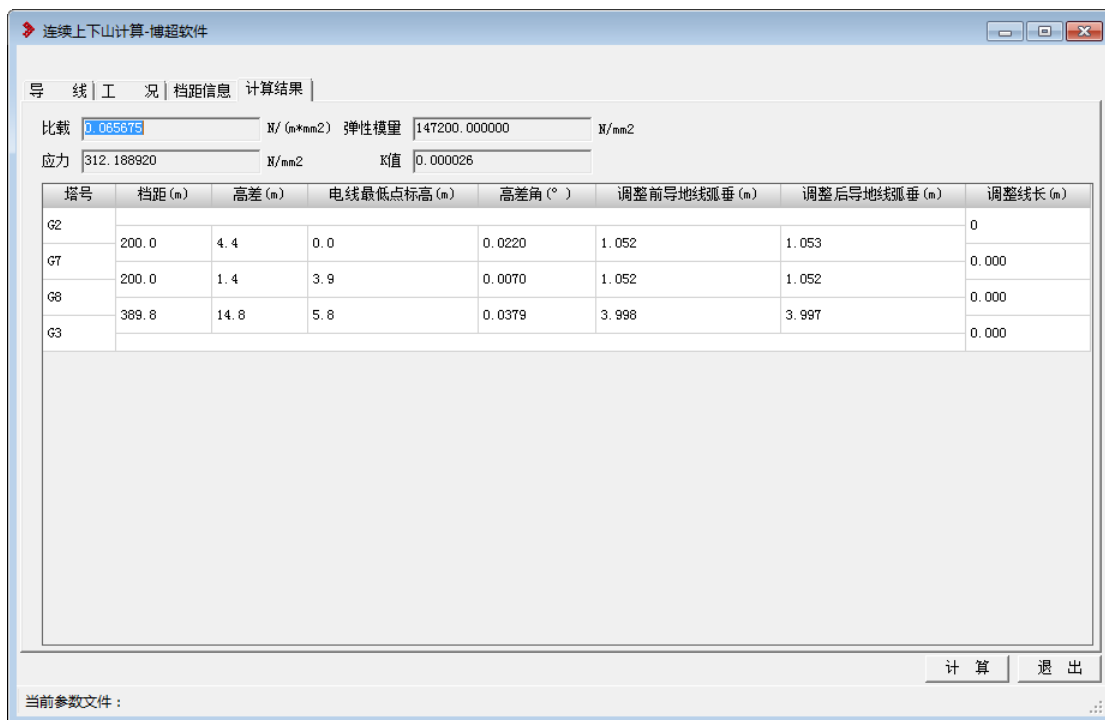 连续上下山计算-博超软件
导 线 工 况 档距信息 计算结果
比载 0.065675 N/(m*mm2) 弹性模量 147200.000000 N/mm2
应力 312.188920 N/mm2 K值 0.000026
塔号 档距(m) 高差(m) 电线最低点标高(m) 高差角(°) 调整前导地线弧垂(m) 调整后导地线弧垂(m) 调整线长(m)
G2 0
200.0 4.4 0.0 0.0220 1.052 1.053
G7 0.000
200.0 1.4 3.9 0.0070 1.052 1.052
G8 0.000
389.8 14.8 5.8 0.0379 3.998 3.997
G3 0.000
计 算 退 出
当前参数文件：